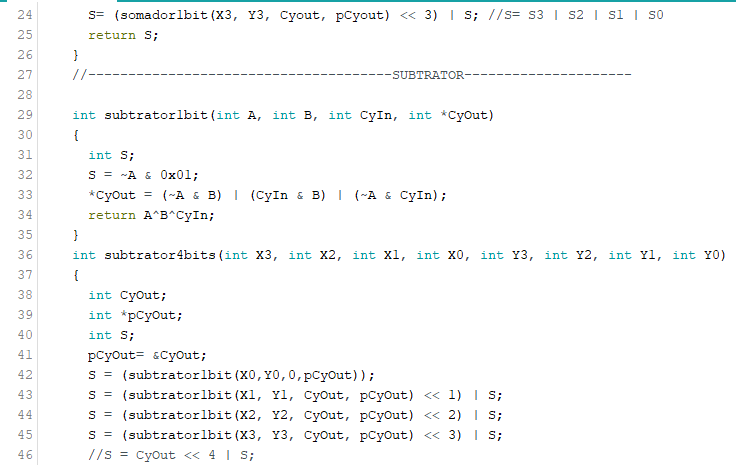 24 S= (somador1bit(X3, Y3, Cyout, pCyout) << 3) | S; //S= S3 | S2 | S1 | S0
25 return S;
26 }
27 //--------------------------------------SUBTRATOR---------------------
28
29 int subtrator1bit(int A, int B, int CyIn, int *CyOut)
30 {
31 int S;
32 S = ~A & 0x01;
33 *CyOut = (~A & B) | (CyIn & B) | (~A & CyIn);
34 return A^B^CyIn;
35 }
36 int subtrator4bits(int X3, int X2, int X1, int X0, int Y3, int Y2, int Y1, int Y0)
37 {
38 int CyOut;
39 int *pCyOut;
40 int S;
41 pCyOut= &CyOut;
42 S = (subtrator1bit(X0,Y0,0,pCyOut));
43 S = (subtrator1bit(X1, Y1, CyOut, pCyOut) << 1) | S;
44 S = (subtrator1bit(X2, Y2, CyOut, pCyOut) << 2) | S;
45 S = (subtrator1bit(X3, Y3, CyOut, pCyOut) << 3) | S;
46 //S = CyOut << 4 | S;